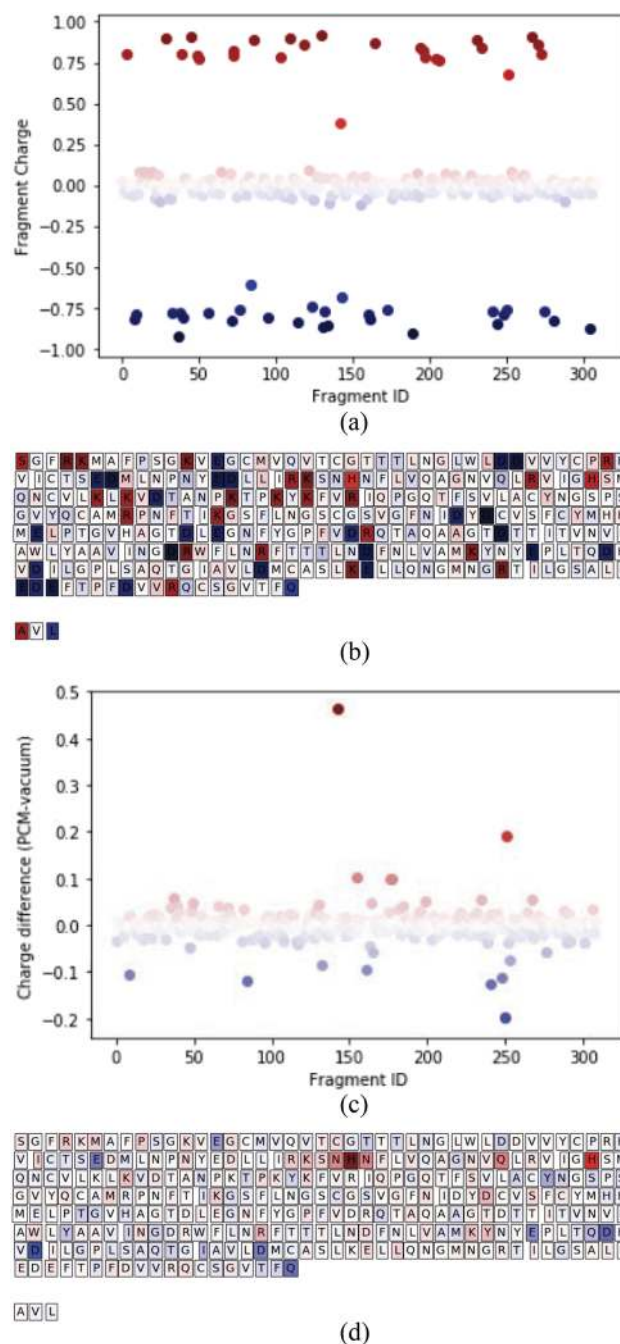 1.00
0.75
0.50
0.25
0.00
−0.25
−0.50
−0.75
−1.00
Fragment Charge
0 50 100 150 200 250 300
Fragment ID
(a)
S G F R K M A F P S G K V E G C M V Q V T C G T T T L N G L W L D D V V Y C P R
V I C T S E D M L N P N Y E D L L I R K S N H N F L V Q A G N V Q L R V I G H S
Q N C V L K L K V D T A N P K T P K Y K F V R I Q P G Q T F S V L A C Y N G S P
G V Y Q C A M R P N F T I K G S F L N G S C G S V G F N I D Y D C V S F C Y M H
M E L P T G V H A G T D L E G N F Y G P F V D R Q T A Q A A G T D T T I T V N V
A W L Y A A V I N G D R W F L N R F T T T L N D F N L V A M K Y N Y E P L T Q D
V D I L G P L S A Q T G I A V L D M C A S L K E L L Q N G M N G R T I L G S A L
E D E F T P F D V V R Q C S G V T F Q
A V L
(b)
0.5
0.4
0.3
0.2
0.1
0.0
−0.1
−0.2
Charge difference (PCM-vacuum)
0 50 100 150 200 250 300
Fragment ID
(c)
S G F R K M A F P S G K V E G C M V Q V T C G T T T L N G L W L D D V V Y C P R
V I C T S E D M L N P N Y E D L L I R K S N H N F L V Q A G N V Q L R V I G H S
Q N C V L K L K V D T A N P K T P K Y K F V R I Q P G Q T F S V L A C Y N G S P
G V Y Q C A M R P N F T I K G S F L N G S C G S V G F N I D Y D C V S F C Y M H
M E L P T G V H A G T D L E G N F Y G P F V D R Q T A Q A A G T D T T I T V N V
A W L Y A A V I N G D R W F L N R F T T T L N D F N L V A M K Y N Y E P L T Q D
V D I L G P L S A Q T G I A V L D M C A S L K E L L Q N G M N G R T I L G S A L
E D E F T P F D V V R Q C S G V T F Q
A V L
(d)